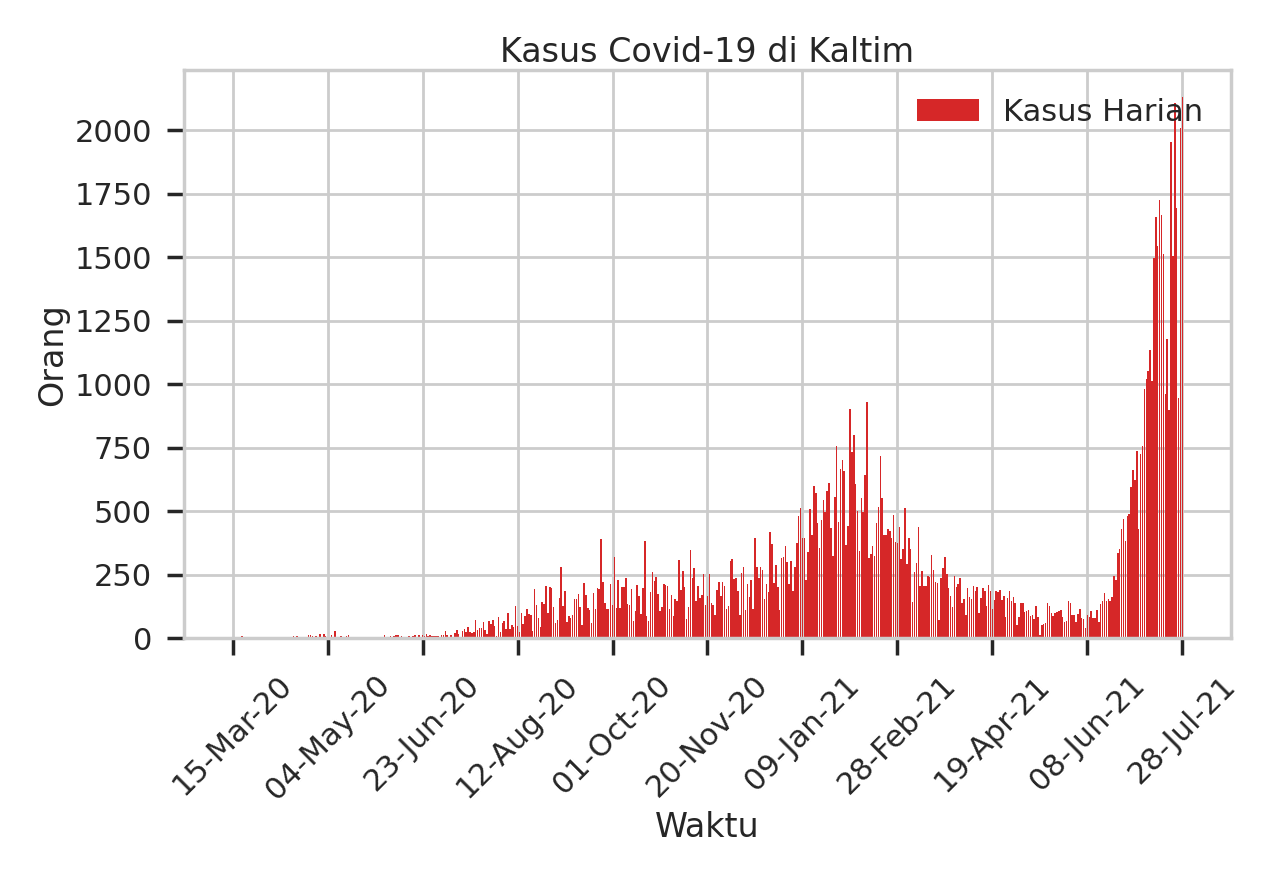 Kasus Covid-19 di Kaltim
Kasus Harian
Orang
2000
1750
1500
1250
1000
750
500
250
0
15-Mar-20
04-May-20
23-Jun-20
12-Aug-20
01-Oct-20
20-Nov-20
09-Jan-21
28-Feb-21
19-Apr-21
08-Jun-21
28-Jul-21
Waktu